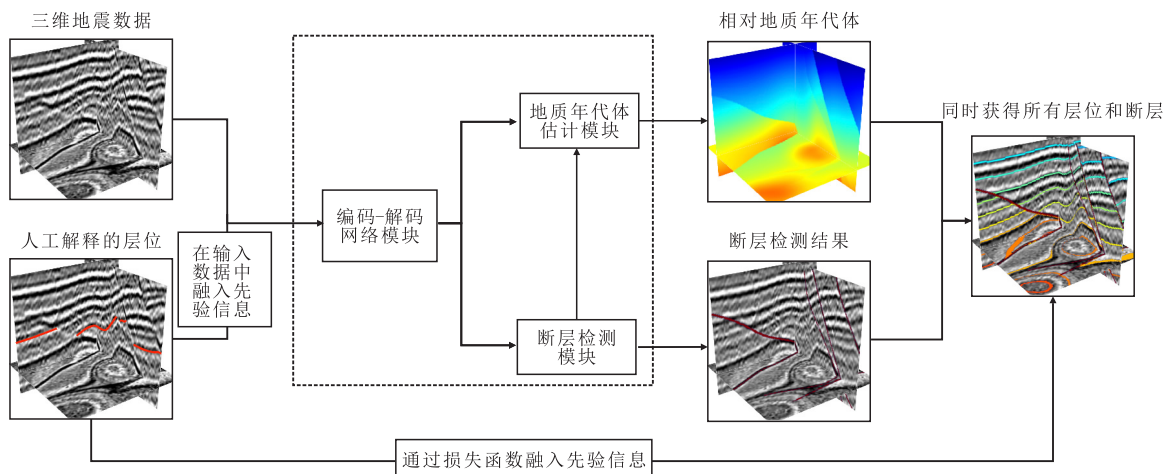 三维地震数据
相对地质年代体
地质年代体
估计模块
同时获得所有层位和断层
编码-解码
网络模块
人工解释的层位
在输入
数据中
融入先
验信息
断层检测结果
断层检测
模块
通过损失函数融入先验信息